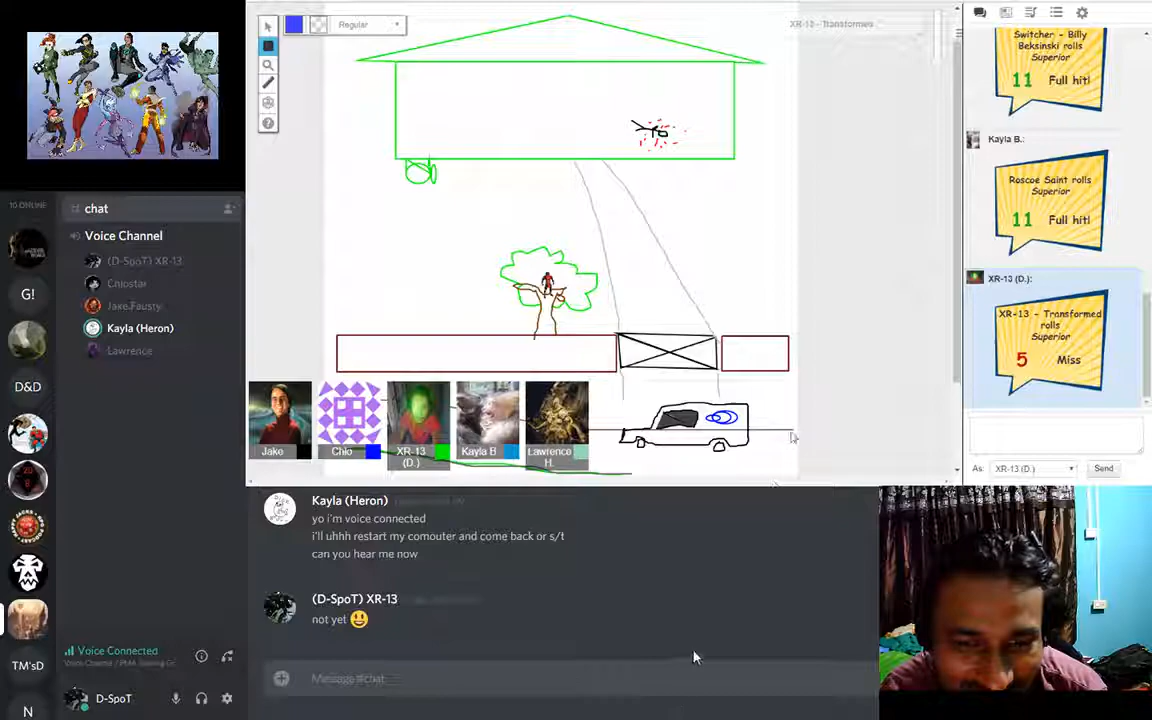 10 ONLINE
chat
Voice Channel
(D-SpoT) XR-13
Chlostar
Jake Fausty
Kayla (Heron)
Lawrence
G!
D&D
TM'sD
N
Voice Connected
D-SpoT
Regular
XR-13 - Transformed
Jake
Chlo
XR-13
(D.)
Kayla B
Lawrence
H.
Switcher - Billy
Beksinski rolls
Superior
11 Full hit!
Kayla B.:
Roscoe Saint rolls
Superior
11 Full hit!
XR-13 (D.):
XR-13 - Transformed
rolls
Superior
5 Miss
As: XR-13 (D.) Send
Kayla (Heron)
yo i'm voice connected
i'll uhhh restart my comouter and come back or s/t
can you hear me now
(D-SpoT) XR-13
not yet 😃
Message #chat